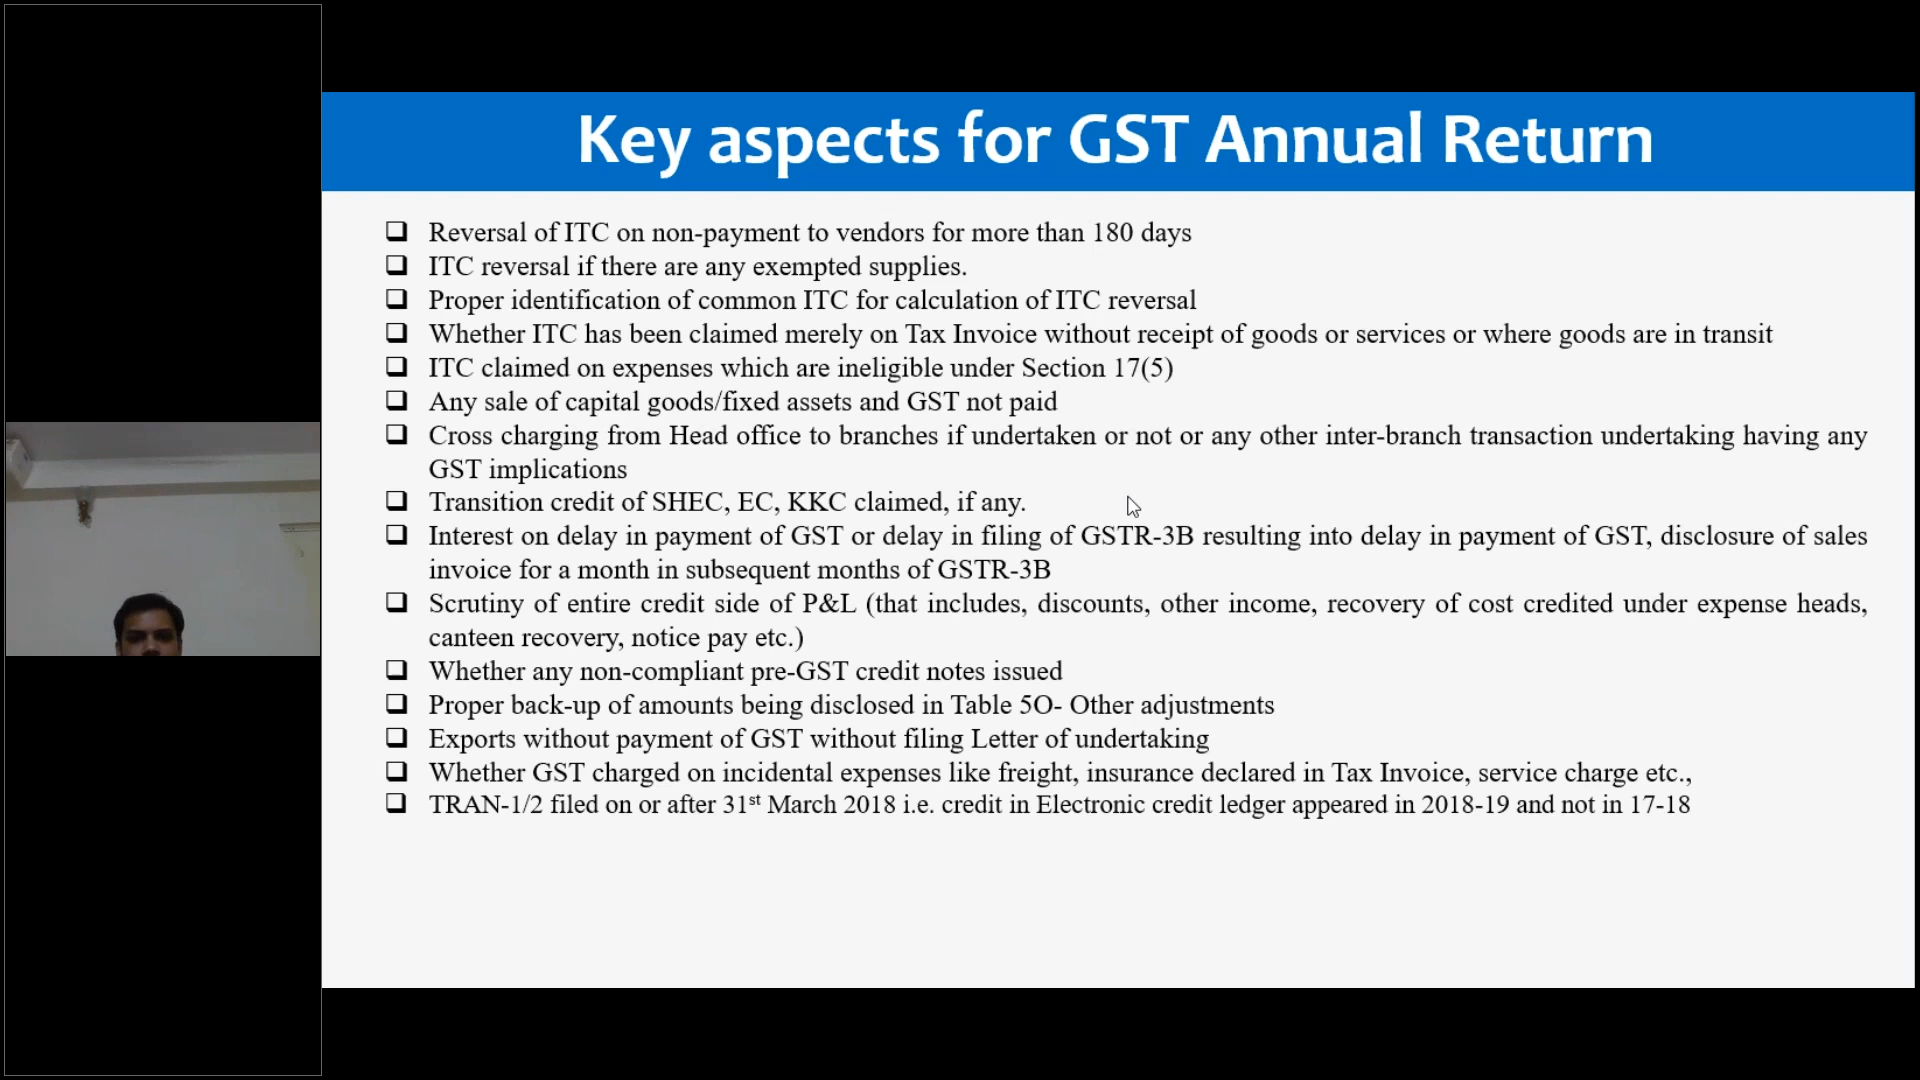 Key aspects for GST Annual Return
❑ Reversal of ITC on non-payment to vendors for more than 180 days
❑ ITC reversal if there are any exempted supplies.
❑ Proper identification of common ITC for calculation of ITC reversal
❑ Whether ITC has been claimed merely on Tax Invoice without receipt of goods or services or where goods are in transit
❑ ITC claimed on expenses which are ineligible under Section 17(5)
❑ Any sale of capital goods/fixed assets and GST not paid
❑ Cross charging from Head office to branches if undertaken or not or any other inter-branch transaction undertaking having any
GST implications
❑ Transition credit of SHEC, EC, KKC claimed, if any.
❑ Interest on delay in payment of GST or delay in filing of GSTR-3B resulting into delay in payment of GST, disclosure of sales
invoice for a month in subsequent months of GSTR-3B
❑ Scrutiny of entire credit side of P&L (that includes, discounts, other income, recovery of cost credited under expense heads,
canteen recovery, notice pay etc.)
❑ Whether any non-compliant pre-GST credit notes issued
❑ Proper back-up of amounts being disclosed in Table 5O- Other adjustments
❑ Exports without payment of GST without filing Letter of undertaking
❑ Whether GST charged on incidental expenses like freight, insurance declared in Tax Invoice, service charge etc.,
❑ TRAN-1/2 filed on or after 31st March 2018 i.e. credit in Electronic credit ledger appeared in 2018-19 and not in 17-18